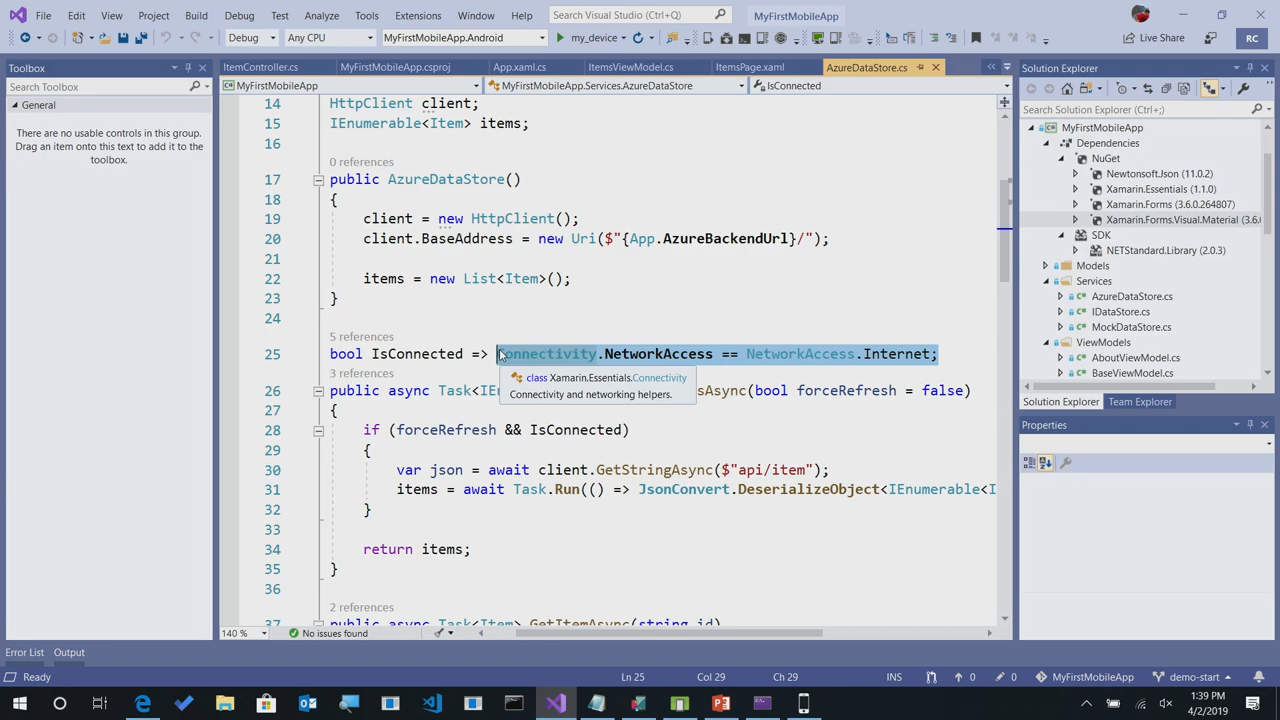 File Edit View Project Build Debug Test Analyze Tools Extensions Window Help Search Visual Studio (Ctrl+Q) MyFirstMobileApp
Debug Any CPU MyFirstMobileApp.Android my_device Live Share RC
Toolbox
Search Toolbox
General
There are no usable controls in this group.
Drag an item onto this text to add it to the
toolbox.
ItemController.cs MyFirstMobileApp.csproj App.xaml.cs ItemsViewModel.cs ItemsPage.xaml AzureDataStore.cs
MyFirstMobileApp MyFirstMobileApp.Services.AzureDataStore IsConnected
14 HttpClient client;
15 IEnumerable<Item> items;
16
0 references
17 public AzureDataStore()
18 {
19 client = new HttpClient();
20 client.BaseAddress = new Uri($"{App.AzureBackendUrl}/");
21
22 items = new List<Item>();
23 }
24
5 references
25 bool IsConnected => Connectivity.NetworkAccess == NetworkAccess.Internet;
3 references
class Xamarin.Essentials.Connectivity
Connectivity and networking helpers.
26 public async Task<IE sAsync(bool forceRefresh = false)
27 {
28 if (forceRefresh && IsConnected)
29 {
30 var json = await client.GetStringAsync($"api/item");
31 items = await Task.Run(() => JsonConvert.DeserializeObject<IEnumerable<I
32 }
33
34 return items;
35 }
36
2 references
37 public async Task<Item> GetItemAsync(string id)
140 % No issues found
Solution Explorer
Search Solution Explorer (Ctrl+;)
MyFirstMobileApp
Dependencies
NuGet
Newtonsoft.Json (11.0.2)
Xamarin.Essentials (1.1.0)
Xamarin.Forms (3.6.0.264807)
Xamarin.Forms.Visual.Material (3.6.
SDK
NETStandard.Library (2.0.3)
Models
Services
AzureDataStore.cs
IDataStore.cs
MockDataStore.cs
ViewModels
AboutViewModel.cs
BaseViewModel.cs
Solution Explorer Team Explorer
Properties
Error List Output
Ready Ln 25 Col 29 Ch 29 INS 0 0 MyFirstMobileApp demo-start
1:39 PM
4/2/2019